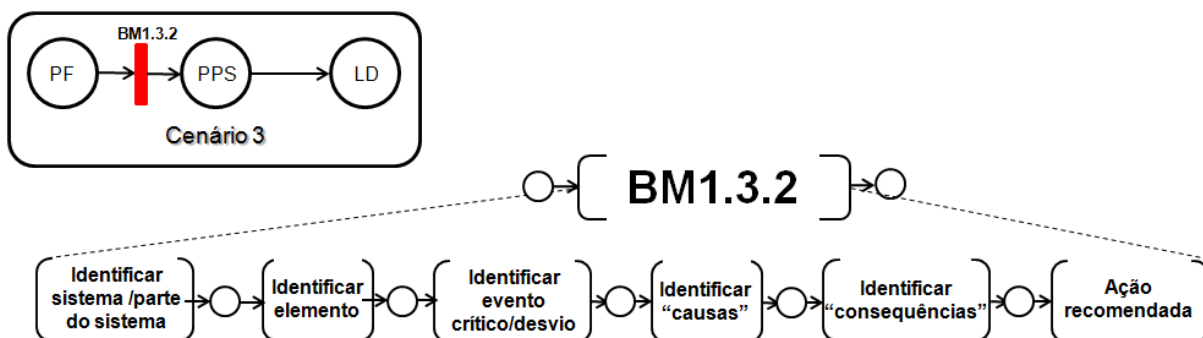 BM1.3.2
PF
PPS
LD
Cenário 3
BM1.3.2
Identificar
sistema /parte
do sistema
Identificar
elemento
Identificar
evento
crítico/desvio
Identificar
“causas”
Identificar
“consequências”
Ação
recomendada